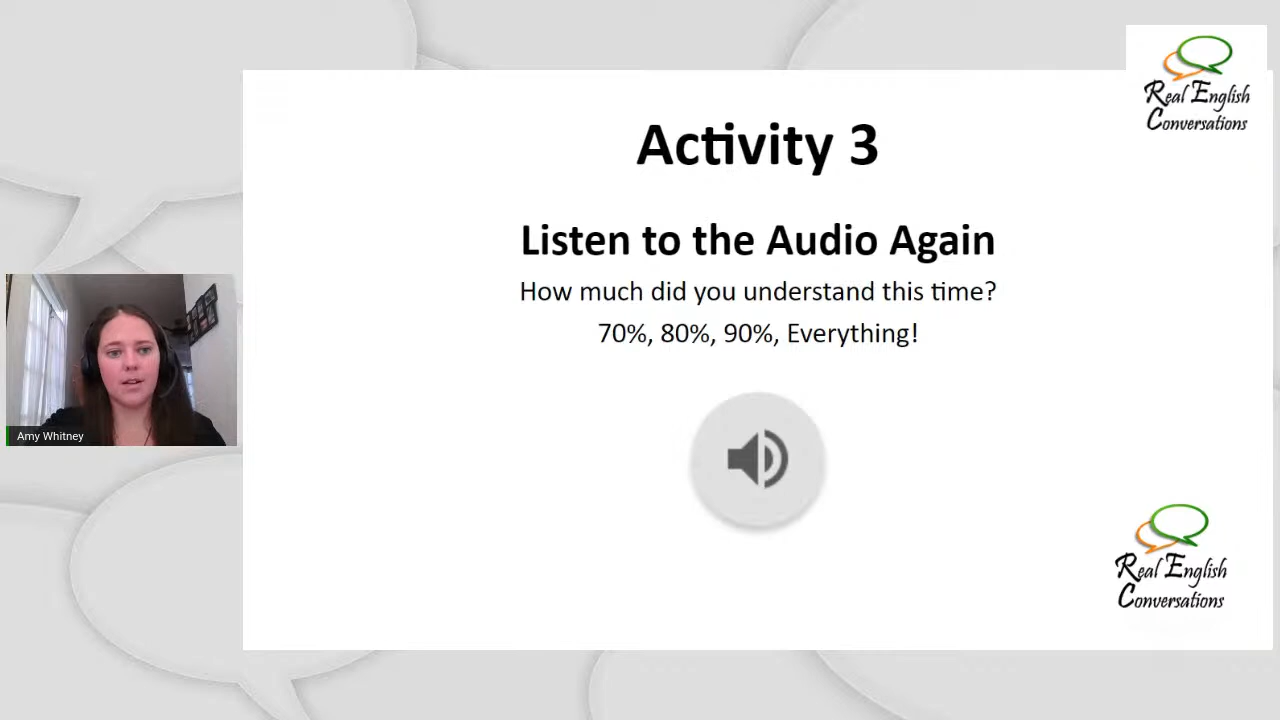 Real English
Conversations
Activity 3
Listen to the Audio Again
How much did you understand this time?
70%, 80%, 90%, Everything!
Amy Whitney
Real English
Conversations